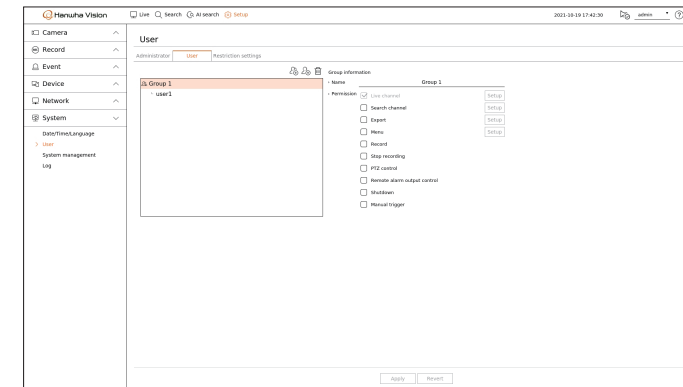 Hanwha Vision
Live Search AI search Setup
2021-10-19 17:42:30 admin
Camera
Record
Event
Device
Network
System
Date/Time/Language
User
System management
Log
User
Administrator User Restriction settings
Group 1
user1
Group information
Name Group 1
Permission Live channel Setup
Search channel Setup
Export Setup
Menu Setup
Record
Stop recording
PTZ control
Remote alarm output control
Shutdown
Manual trigger
Apply Revert